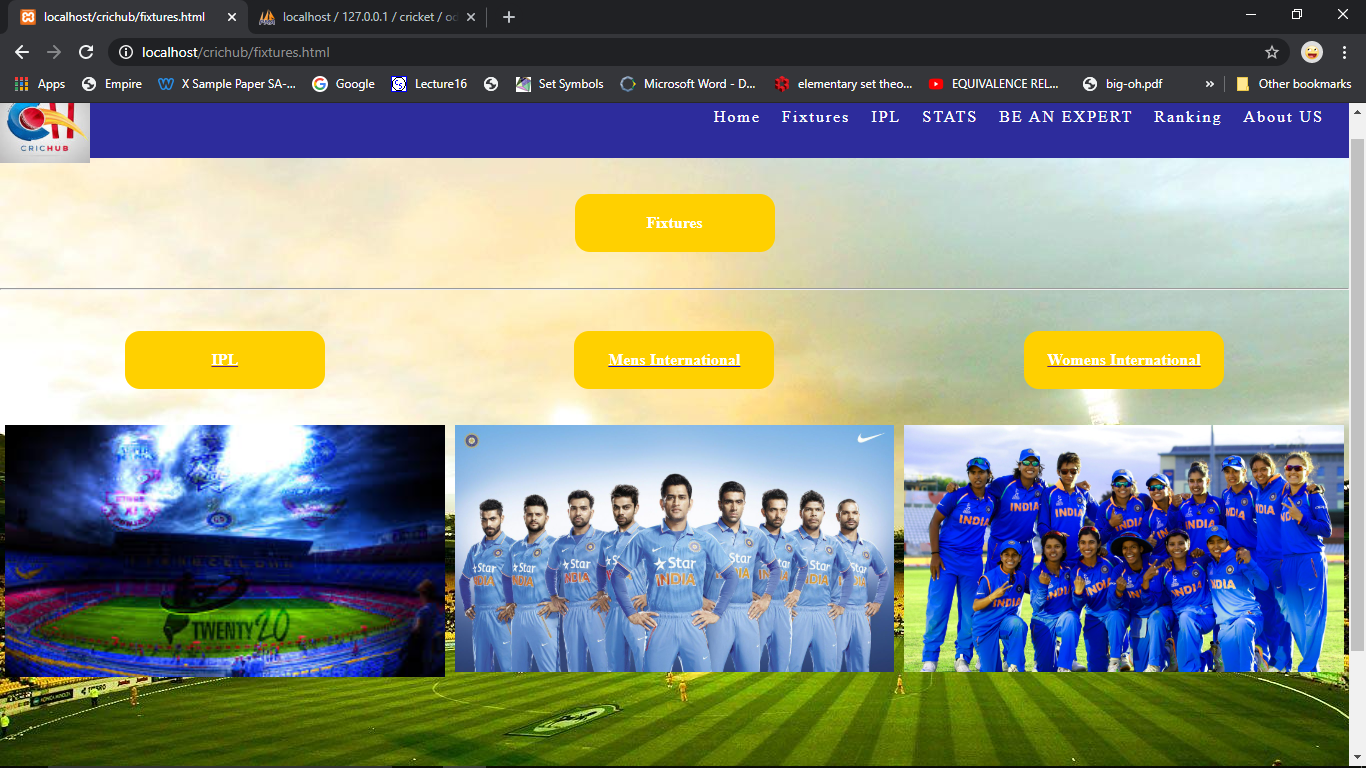 localhost/crichub/fixtures.html
localhost / 127.0.0.1 / cricket / od
localhost/crichub/fixtures.html
Apps Empire X Sample Paper SA-... Google Lecture16 Set Symbols Microsoft Word - D... elementary set theo... EQUIVALENCE REL... big-oh.pdf » Other bookmarks
CRICHUB
Home Fixtures IPL STATS BE AN EXPERT Ranking About US
Fixtures
IPL Mens International Womens International
TWENTY20
Star INDIA
INDIA